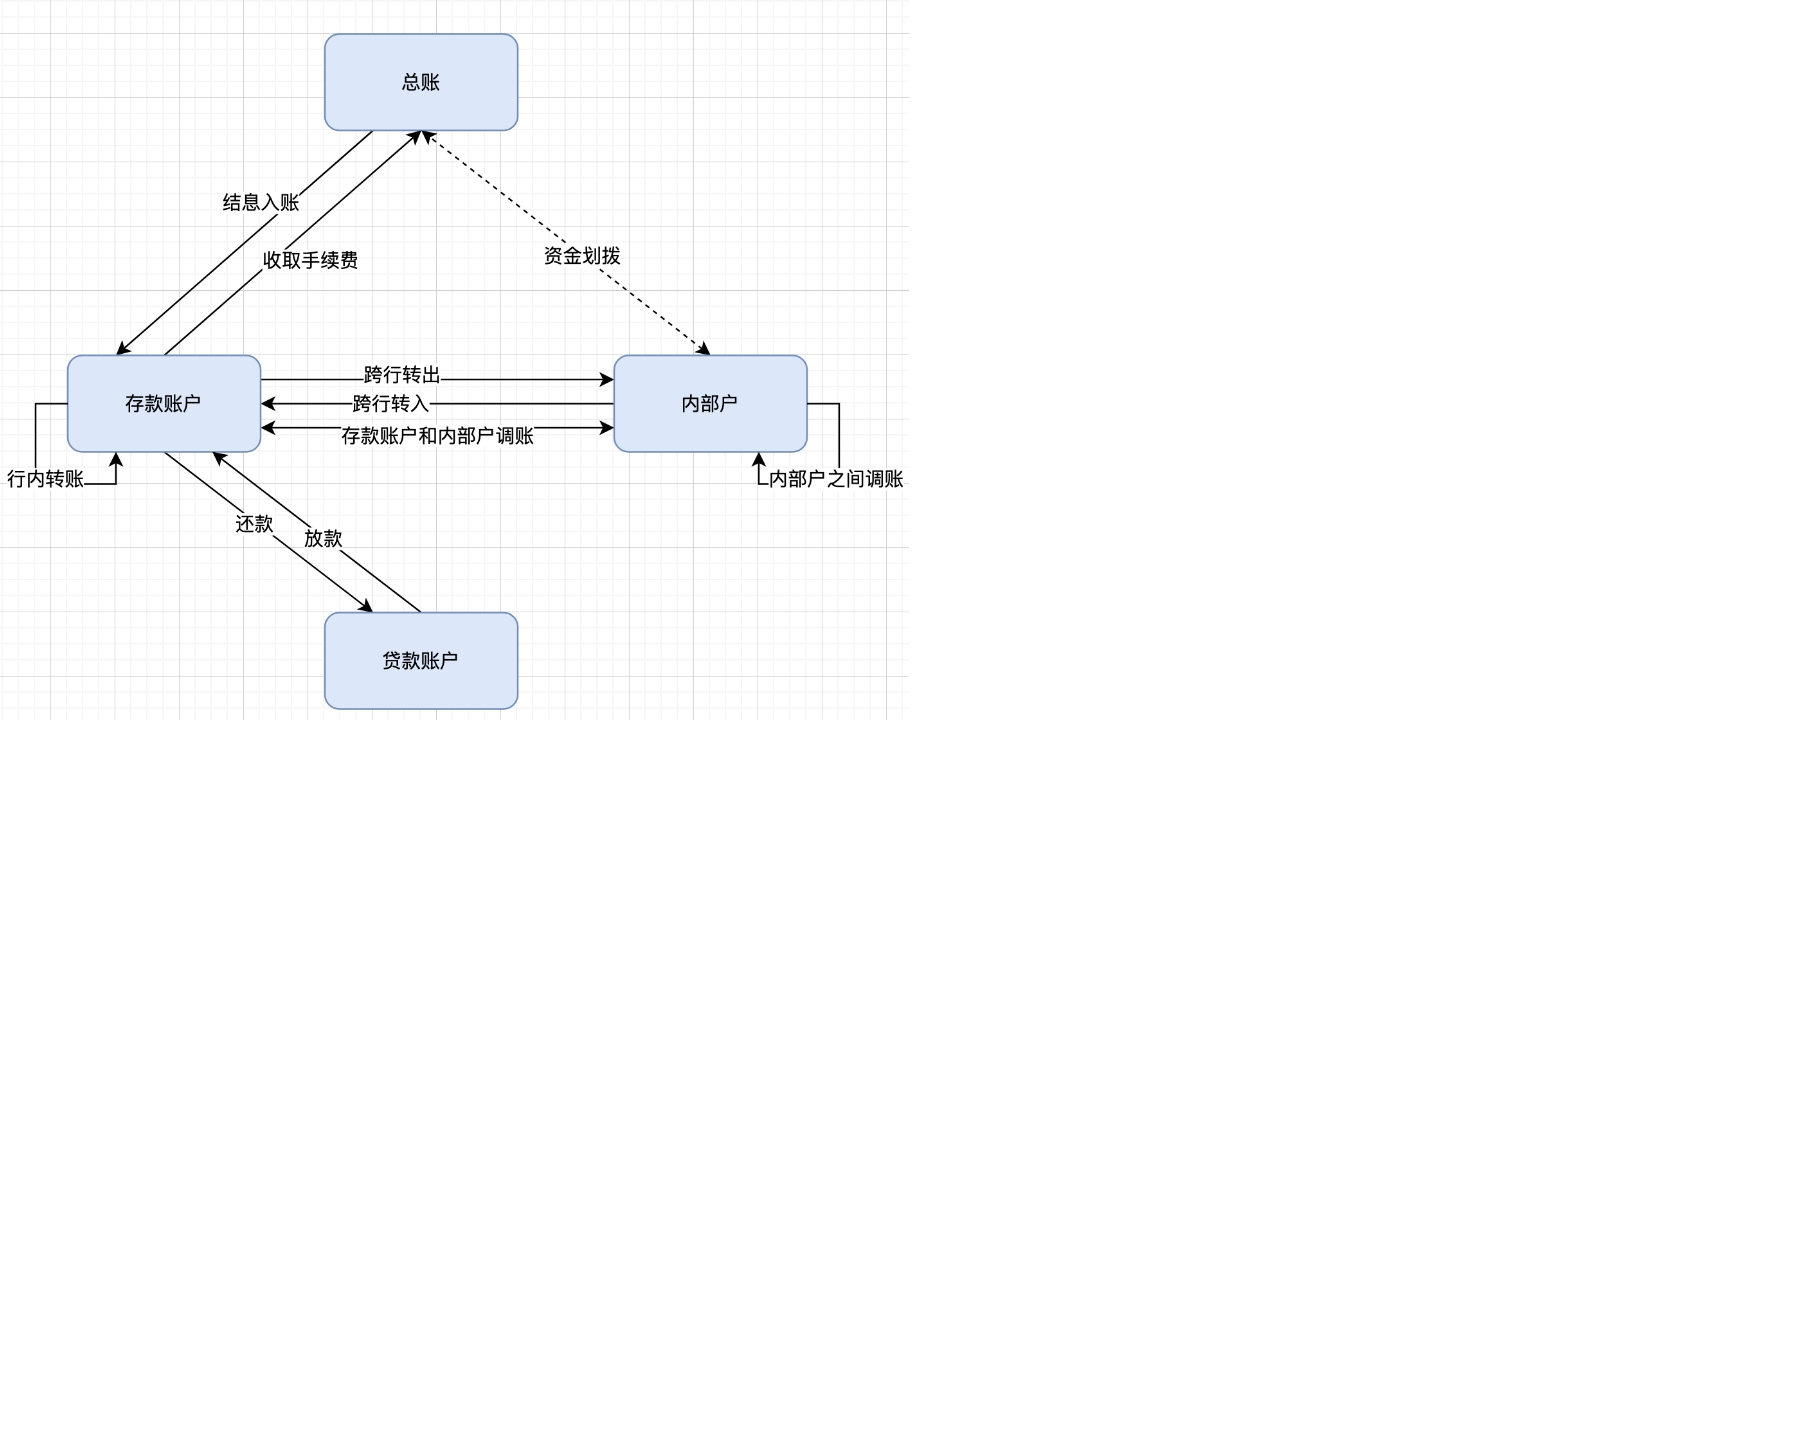 总账
结息入账
收取手续费
资金划拨
跨行转出
存款账户
跨行转入
内部户
存款账户和内部户调账
行内转账
内部户之间调账
还款
放款
贷款账户